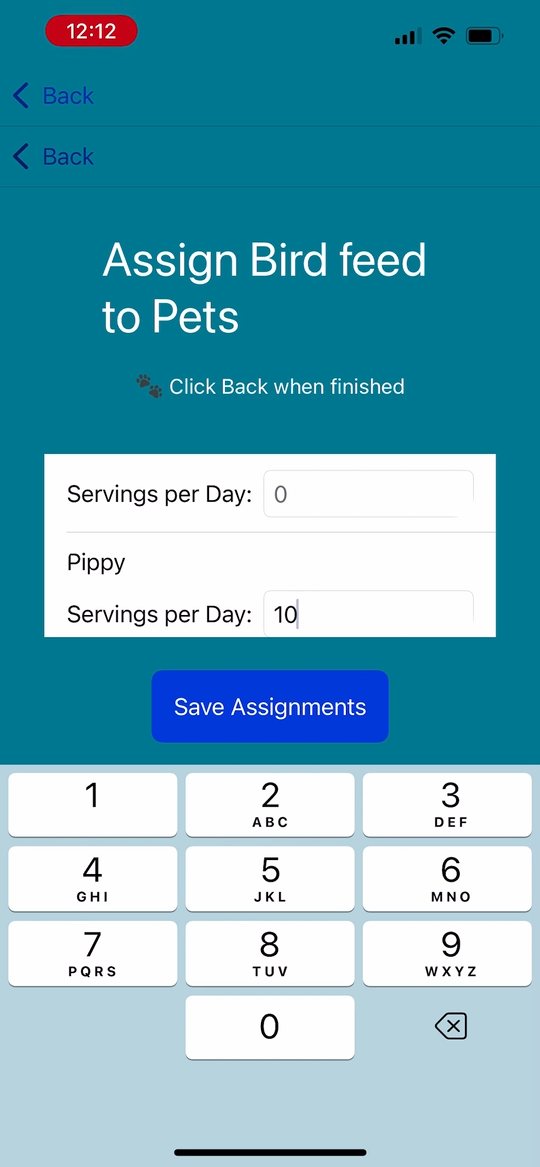 12:12
Back
Back
Assign Bird feed
to Pets
🐾 Click Back when finished
Servings per Day: 0
Pippy
Servings per Day: 10
Save Assignments
1 2 3
ABC DEF
4 5 6
GHI JKL MNO
7 8 9
PQRS TUV WXYZ
0